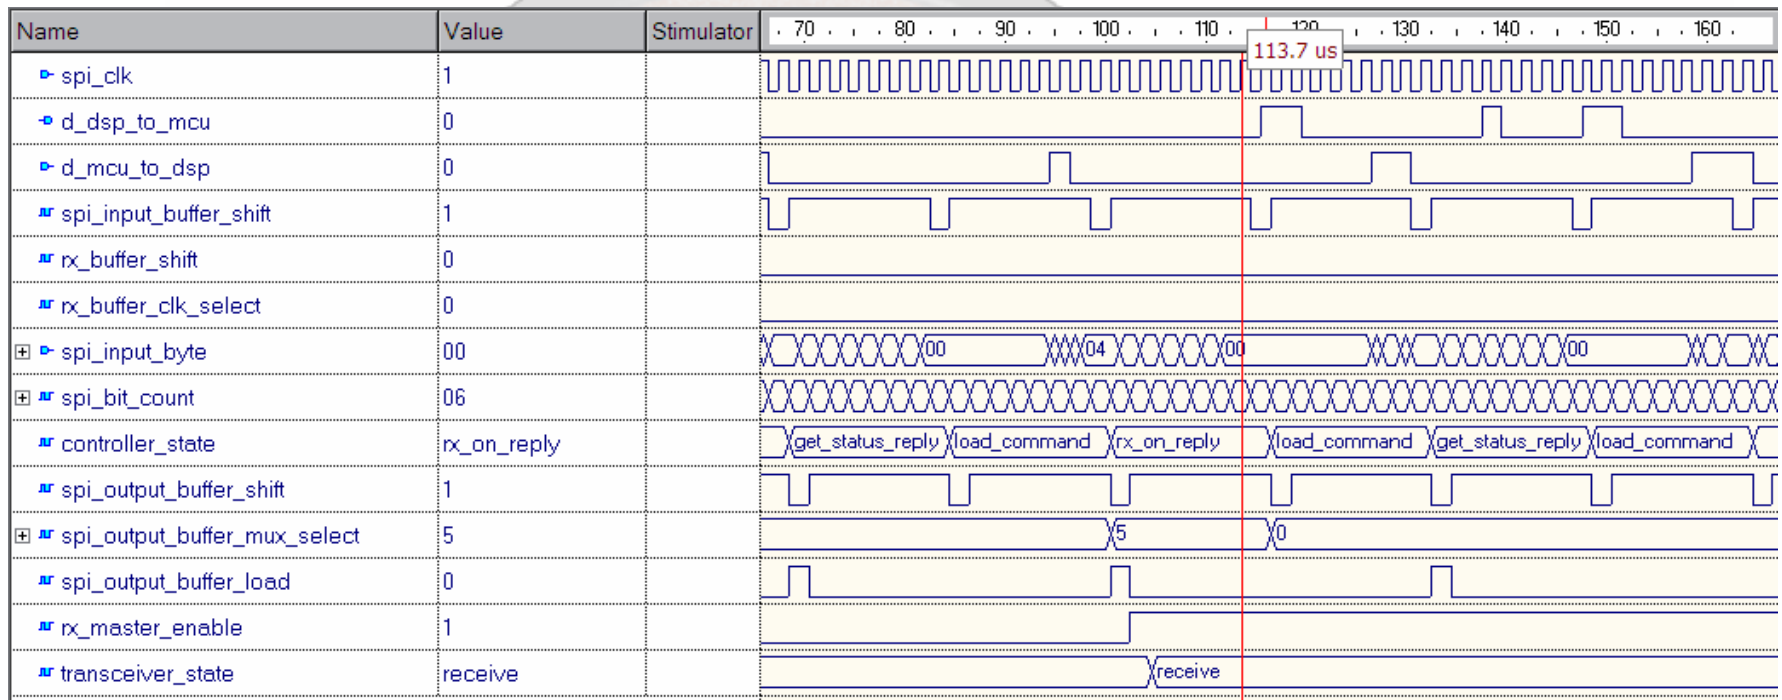 Name Value Stimulator 70 80 90 100 110 120 130 140 150 160
113.7 us
spi_clk 1
d_dsp_to_mcu 0
d_mcu_to_dsp 0
spi_input_buffer_shift 1
rx_buffer_shift 0
rx_buffer_clk_select 0
spi_input_byte 00 00 04 00 00
spi_bit_count 06
controller_state rx_on_reply get_status_reply load_command rx_on_reply load_command get_status_reply load_command
spi_output_buffer_shift 1
spi_output_buffer_mux_select 5 5 0
spi_output_buffer_load 0
rx_master_enable 1
transceiver_state receive receive